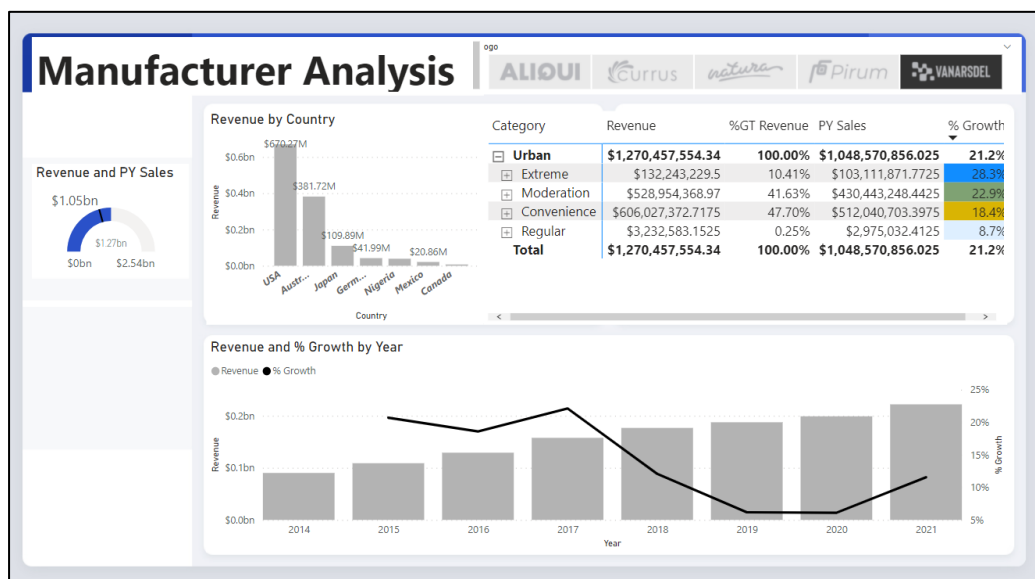 Manufacturer Analysis
ogo
ALIQUI
Currus
natura
Pirum
VANARSDEL
Revenue and PY Sales
$1.05bn
$1.27bn
$0bn $2.54bn
Revenue by Country
Revenue
$0.6bn
$0.4bn
$0.2bn
$0.0bn
$670.27M
$381.72M
$109.89M
$41.99M
$20.86M
USA
Austr...
Japan
Germ...
Nigeria
Mexico
Canada
Country
Category Revenue %GT Revenue PY Sales % Growth
Urban $1,270,457,554.34 100.00% $1,048,570,856.025 21.2%
Extreme $132,243,229.5 10.41% $103,111,871.7725 28.3%
Moderation $528,954,368.97 41.63% $430,443,248.4425 22.9%
Convenience $606,027,372.7175 47.70% $512,040,703.3975 18.4%
Regular $3,232,583.1525 0.25% $2,975,032.4125 8.7%
Total $1,270,457,554.34 100.00% $1,048,570,856.025 21.2%
Revenue and % Growth by Year
Revenue % Growth
Revenue
$0.2bn
$0.1bn
$0.0bn
25%
20%
15%
10%
5%
% Growth
2014 2015 2016 2017 2018 2019 2020 2021
Year